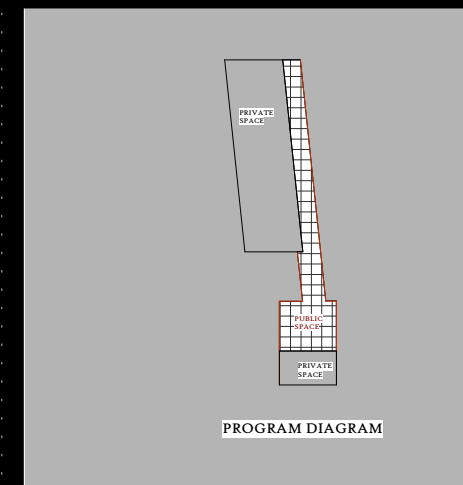 PRIVATE
SPACE
PUBLIC
SPACE
PRIVATE
SPACE
PROGRAM DIAGRAM